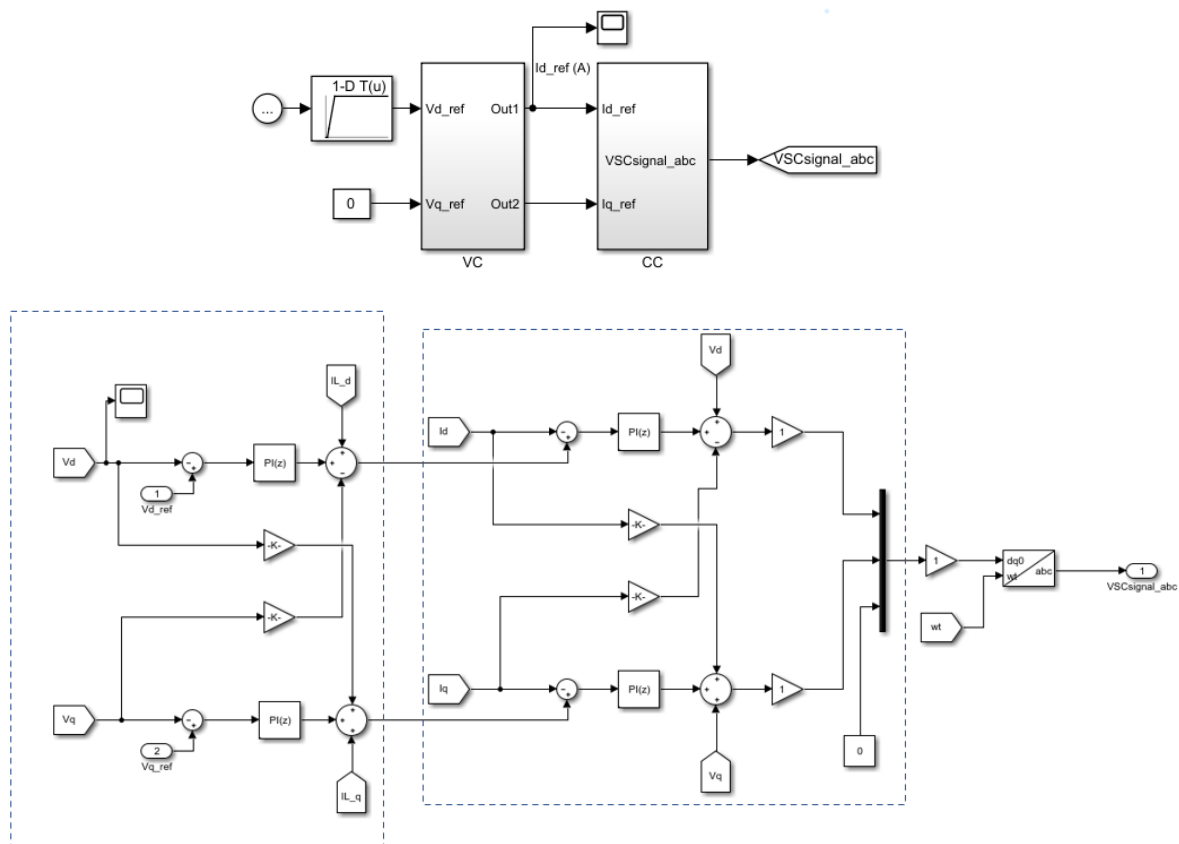 1-D T(u)
...
Id_ref (A)
Vd_ref
Out1
Id_ref
VSCsignal_abc
VSCsignal_abc
0
Vq_ref
Out2
Iq_ref
VC
CC
Vd
IL_d
Id
-
+
PI(z)
+
+
-
1
Vd
-
+
PI(z)
+
+
-
1
Vd_ref
-K-
-K-
-K-
-K-
1
dq0
wt
abc
1
VSCsignal_abc
wt
Iq
-
+
PI(z)
+
+
+
1
Vq
-
+
PI(z)
+
+
+
2
Vq_ref
0
IL_q
Vq